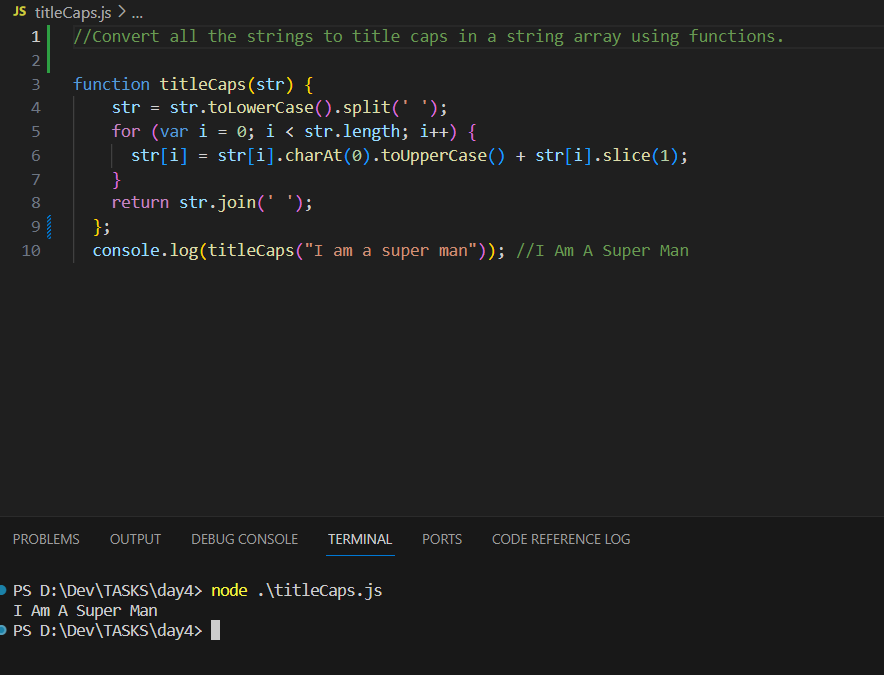 JS titleCaps.js > ...
1 //Convert all the strings to title caps in a string array using functions.
2
3 function titleCaps(str) {
4     str = str.toLowerCase().split(' ');
5     for (var i = 0; i < str.length; i++) {
6       str[i] = str[i].charAt(0).toUpperCase() + str[i].slice(1);
7     }
8     return str.join(' ');
9   };
10   console.log(titleCaps("I am a super man")); //I Am A Super Man
PROBLEMS OUTPUT DEBUG CONSOLE TERMINAL PORTS CODE REFERENCE LOG
PS D:\Dev\TASKS\day4> node .\titleCaps.js
I Am A Super Man
PS D:\Dev\TASKS\day4>